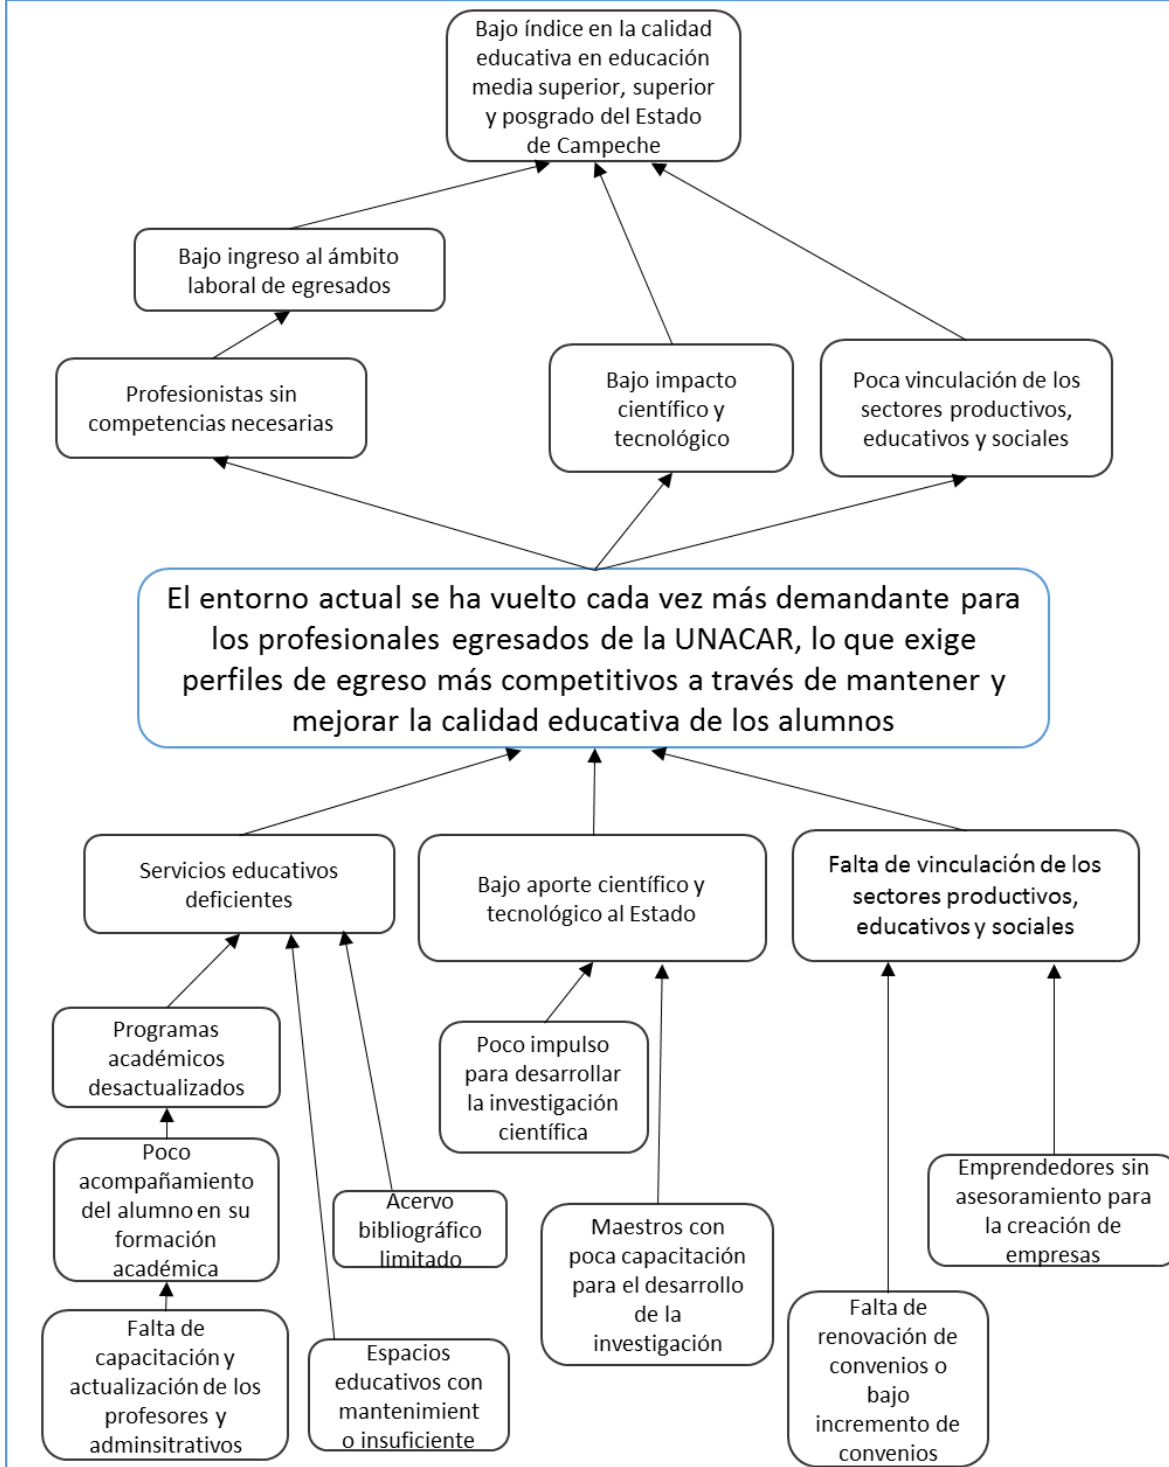 Bajo índice en la calidad
educativa en educación
media superior, superior
y posgrado del Estado
de Campeche
Bajo ingreso al ámbito
laboral de egresados
Profesionistas sin
competencias necesarias
Bajo impacto
científico y
tecnológico
Poca vinculación de los
sectores productivos,
educativos y sociales
El entorno actual se ha vuelto cada vez más demandante para
los profesionales egresados de la UNACAR, lo que exige
perfiles de egreso más competitivos a través de mantener y
mejorar la calidad educativa de los alumnos
Servicios educativos
deficientes
Bajo aporte científico y
tecnológico al Estado
Falta de vinculación de los
sectores productivos,
educativos y sociales
Programas
académicos
desactualizados
Poco impulso
para desarrollar
la investigación
científica
Poco
acompañamiento
del alumno en su
formación
académica
Acervo
bibliográfico
limitado
Maestros con
poca capacitación
para el desarrollo
de la
investigación
Emprendedores sin
asesoramiento para
la creación de
empresas
Falta de
capacitación y
actualización de los
profesores y
adminsitrativos
Espacios
educativos con
mantenimient
o insuficiente
Falta de
renovación de
convenios o
bajo
incremento de
convenios